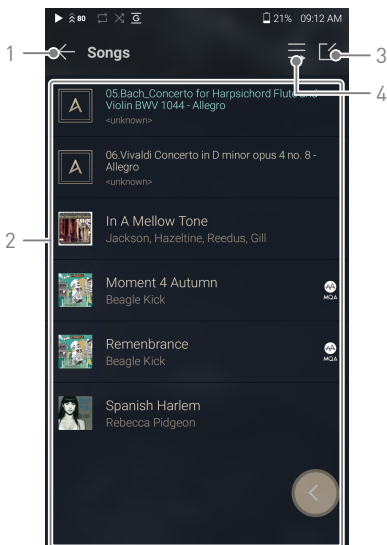 80 G 21% 09:12 AM
1 Songs 3
4
05.Bach_Concerto for Harpsichord Flute and
Violin BWV 1044 - Allegro
<unknown>
06.Vivaldi Concerto in D minor opus 4 no. 8 -
Allegro
<unknown>
2
In A Mellow Tone
Jackson, Hazeltine, Reedus, Gill
Moment 4 Autumn
Beagle Kick
MQA
Remenbrance
Beagle Kick
MQA
Spanish Harlem
Rebecca Pidgeon